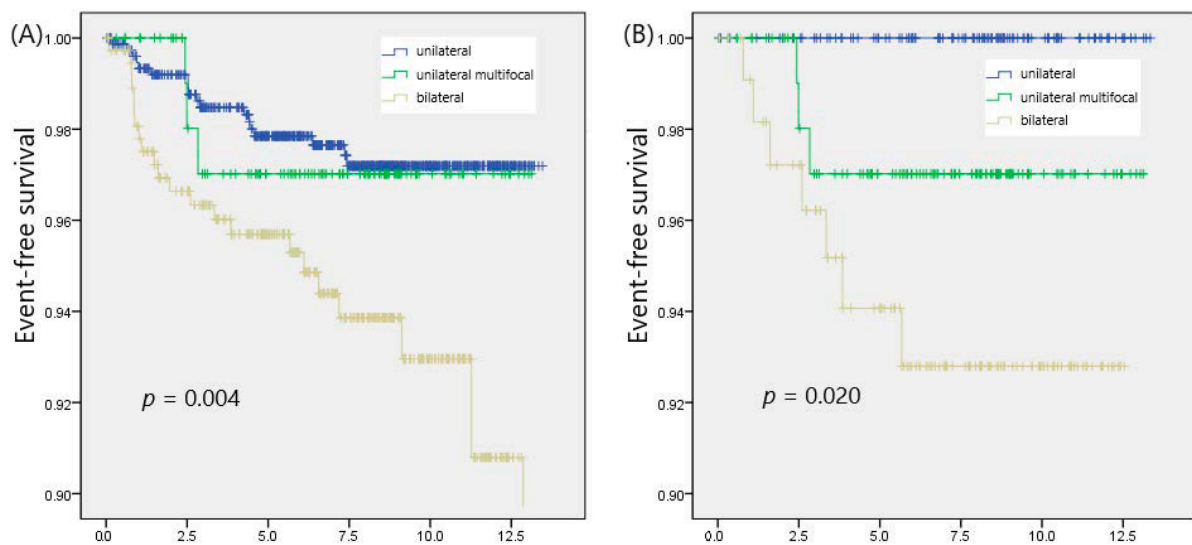 (A)
Event-free survival
1.00
0.98
0.96
0.94
0.92
0.90
unilateral
unilateral multifocal
bilateral
p = 0.004
0.0 2.5 5.0 7.5 10.0 12.5
(B)
Event-free survival
1.00
0.98
0.96
0.94
0.92
0.90
unilateral
unilateral multifocal
bilateral
p = 0.020
0.0 2.5 5.0 7.5 10.0 12.5